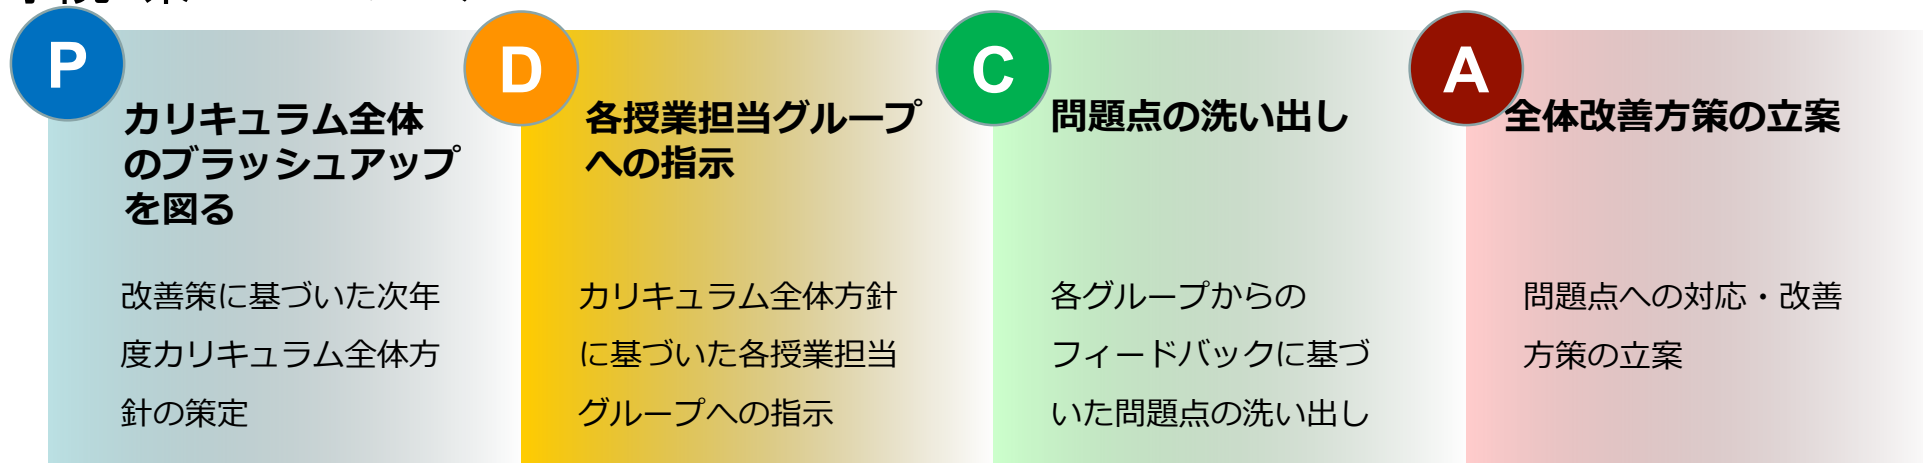 P
カリキュラム全体
のブラッシュアップ
を図る
改善策に基づいた次年
度カリキュラム全体方
針の策定
D
各授業担当グループ
への指示
カリキュラム全体方針
に基づいた各授業担当
グループへの指示
C
問題点の洗い出し
各グループからの
フィードバックに基づ
いた問題点の洗い出し
A
全体改善方策の立案
問題点への対応・改善
方策の立案